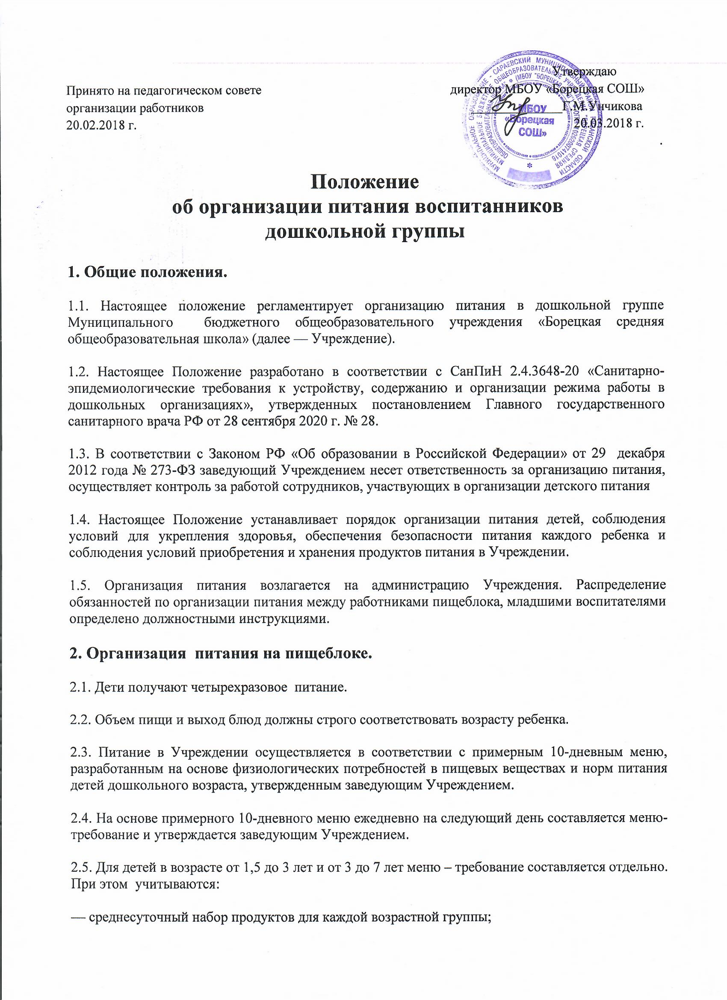 Утверждаю
Принято на педагогическом совете
директор МБОУ «Борецкая СОШ»
организации работников
Г.М.Унчикова
20.02.2018 г.
20.03.2018 г.
МБОУ
«Борецкая
СОШ»
Положение
об организации питания воспитанников
дошкольной группы
1. Общие положения.
1.1. Настоящее положение регламентирует организацию питания в дошкольной группе
Муниципального бюджетного общеобразовательного учреждения «Борецкая средняя
общеобразовательная школа» (далее — Учреждение).
1.2. Настоящее Положение разработано в соответствии с СанПиН 2.4.3648-20 «Санитарно-
эпидемиологические требования к устройству, содержанию и организации режима работы в
дошкольных организациях», утвержденных постановлением Главного государственного
санитарного врача РФ от 28 сентября 2020 г. № 28.
1.3. В соответствии с Законом РФ «Об образовании в Российской Федерации» от 29 декабря
2012 года № 273-ФЗ заведующий Учреждением несет ответственность за организацию питания,
осуществляет контроль за работой сотрудников, участвующих в организации детского питания
1.4. Настоящее Положение устанавливает порядок организации питания детей, соблюдения
условий для укрепления здоровья, обеспечения безопасности питания каждого ребенка и
соблюдения условий приобретения и хранения продуктов питания в Учреждении.
1.5. Организация питания возлагается на администрацию Учреждения. Распределение
обязанностей по организации питания между работниками пищеблока, младшими воспитателями
определено должностными инструкциями.
2. Организация питания на пищеблоке.
2.1. Дети получают четырехразовое питание.
2.2. Объем пищи и выход блюд должны строго соответствовать возрасту ребенка.
2.3. Питание в Учреждении осуществляется в соответствии с примерным 10-дневным меню,
разработанным на основе физиологических потребностей в пищевых веществах и норм питания
детей дошкольного возраста, утвержденным заведующим Учреждением.
2.4. На основе примерного 10-дневного меню ежедневно на следующий день составляется меню-
требование и утверждается заведующим Учреждением.
2.5. Для детей в возрасте от 1,5 до 3 лет и от 3 до 7 лет меню – требование составляется отдельно.
При этом учитываются:
— среднесуточный набор продуктов для каждой возрастной группы;